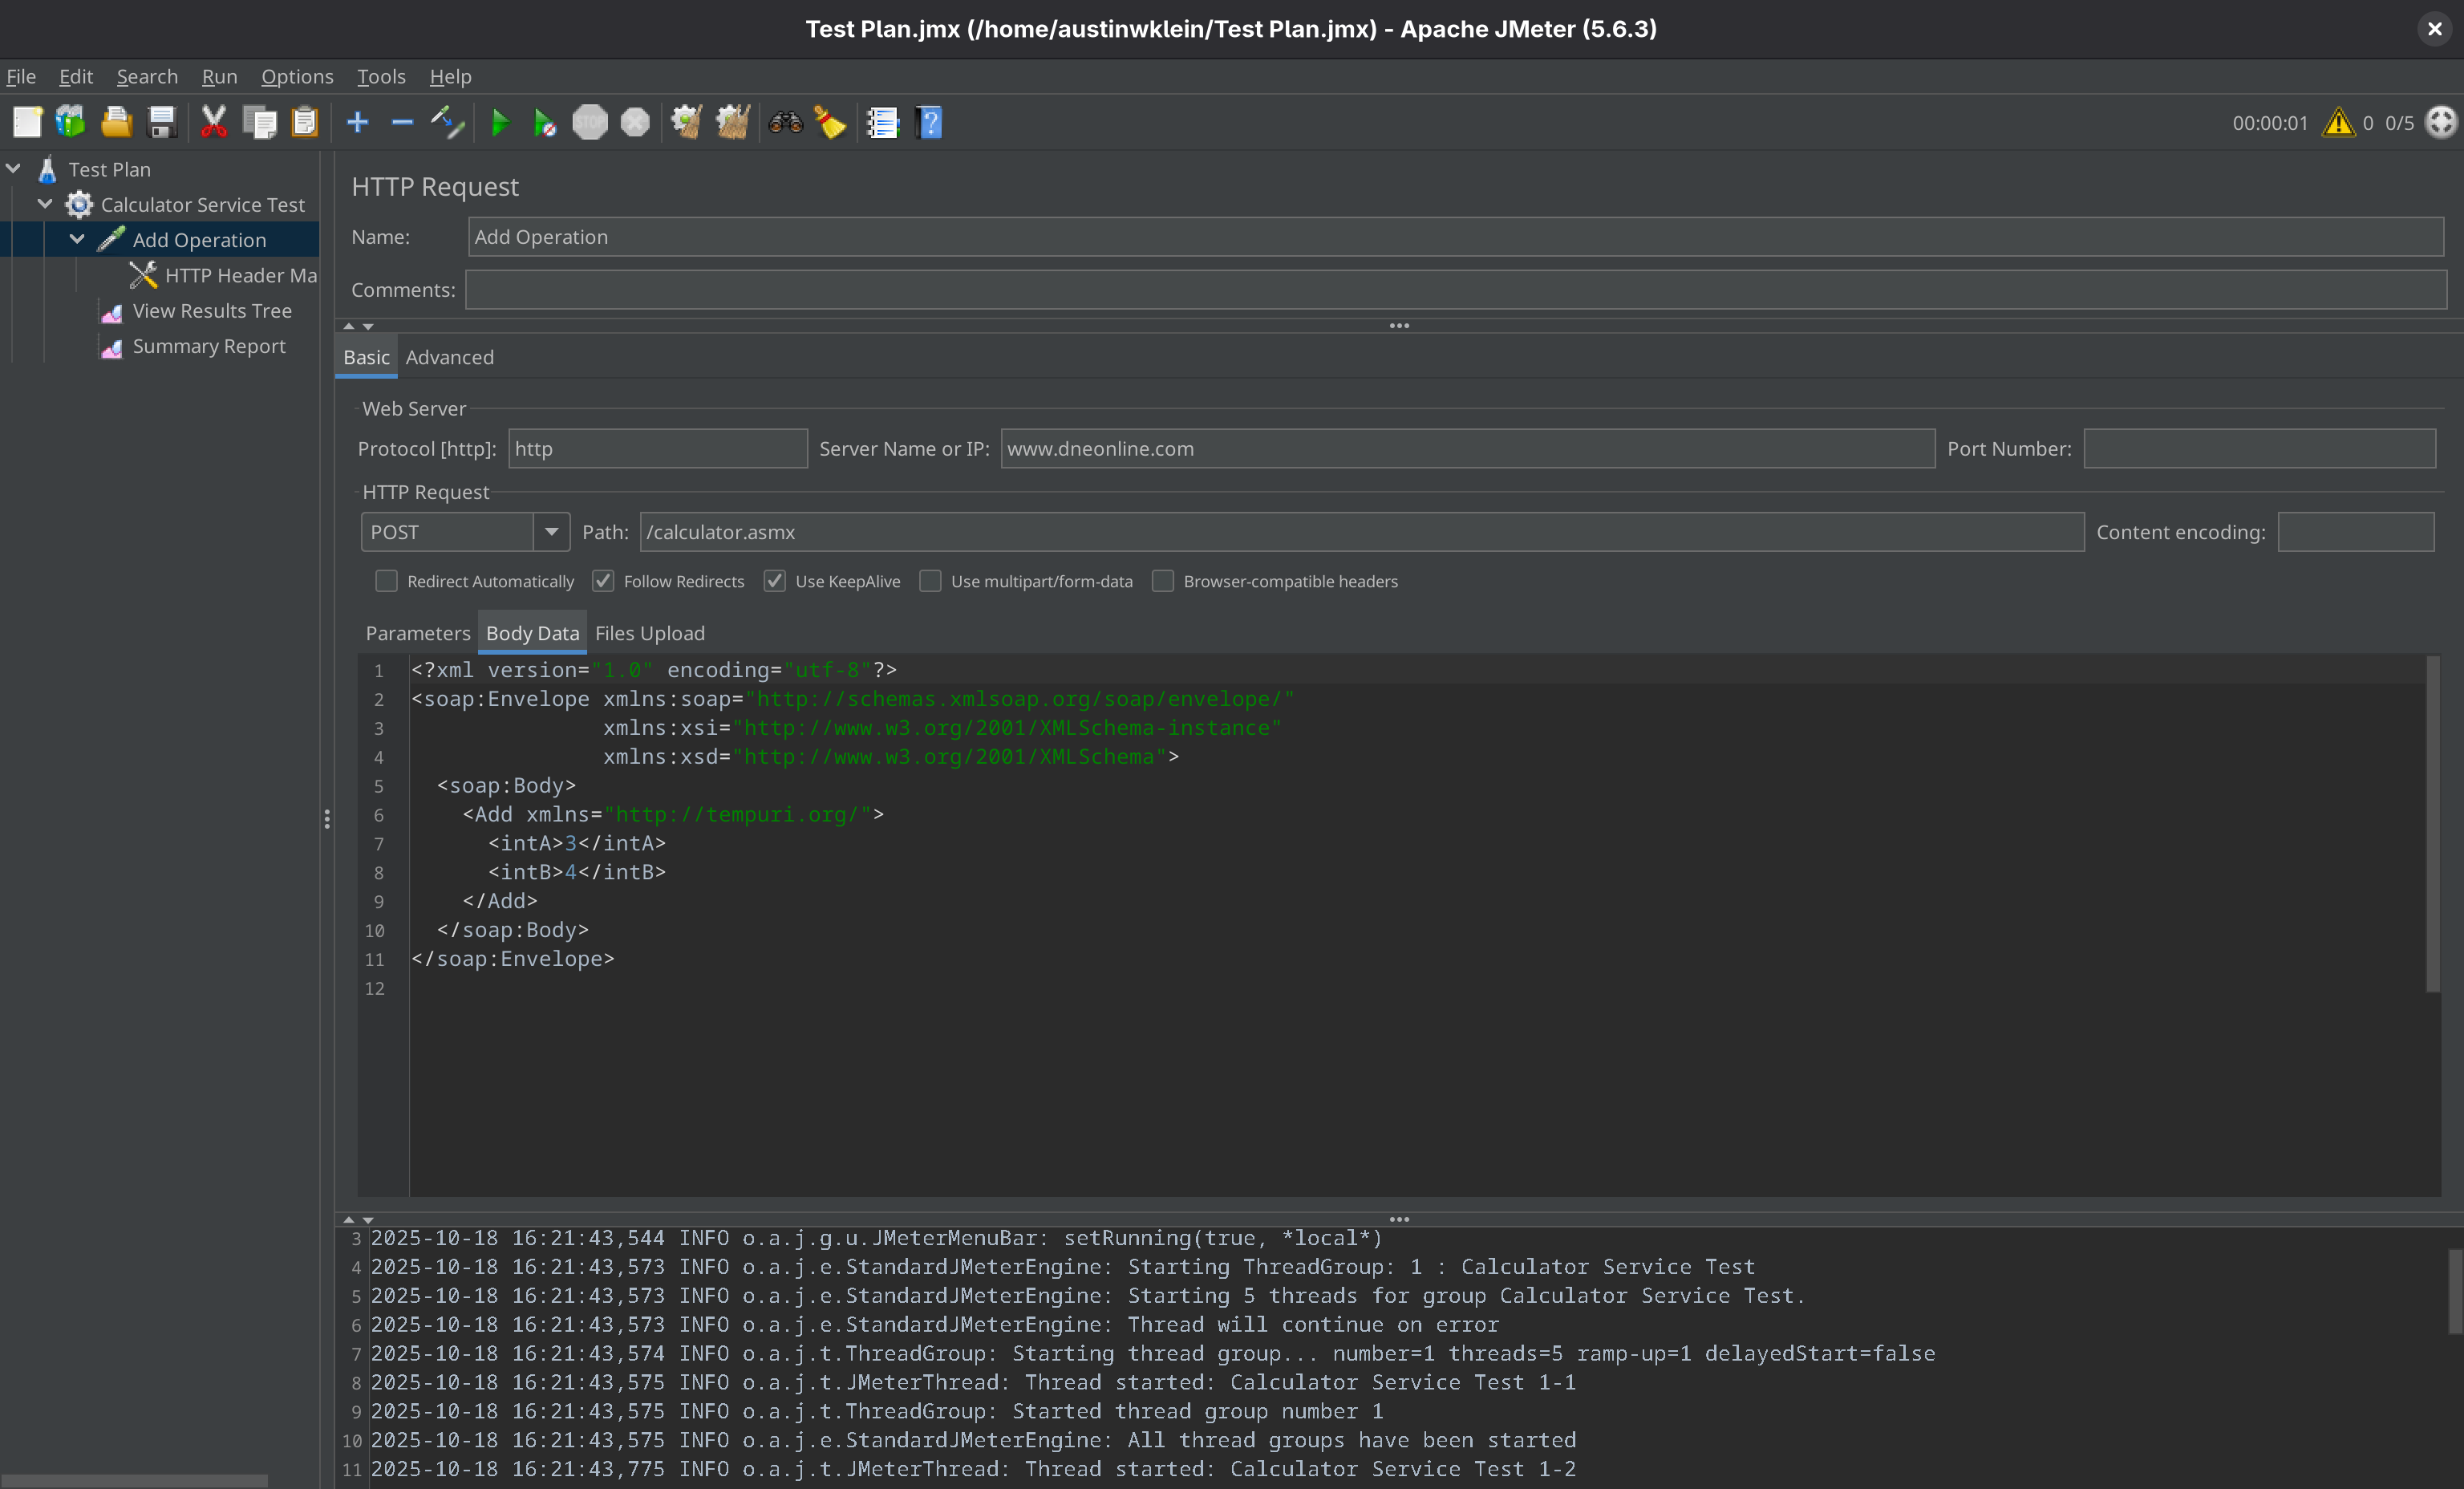 Test Plan.jmx (/home/austinwklein/Test Plan.jmx) - Apache JMeter (5.6.3)
File Edit Search Run Options Tools Help
STOP
00:00:01 0 0/5
Test Plan
Calculator Service Test
Add Operation
HTTP Header Ma
View Results Tree
Summary Report
HTTP Request
Name: Add Operation
Comments:
Basic Advanced
Web Server
Protocol [http]: http Server Name or IP: www.dneonline.com Port Number:
HTTP Request
POST Path: /calculator.asmx Content encoding:
Redirect Automatically Follow Redirects Use KeepAlive Use multipart/form-data Browser-compatible headers
Parameters Body Data Files Upload
1 <?xml version="1.0" encoding="utf-8"?>
2 <soap:Envelope xmlns:soap="http://schemas.xmlsoap.org/soap/envelope/"
3 xmlns:xsi="http://www.w3.org/2001/XMLSchema-instance"
4 xmlns:xsd="http://www.w3.org/2001/XMLSchema">
5 <soap:Body>
6 <Add xmlns="http://tempuri.org/">
7 <intA>3</intA>
8 <intB>4</intB>
9 </Add>
10 </soap:Body>
11 </soap:Envelope>
12
3 2025-10-18 16:21:43,544 INFO o.a.j.g.u.JMeterMenuBar: setRunning(true, *local*)
4 2025-10-18 16:21:43,573 INFO o.a.j.e.StandardJMeterEngine: Starting ThreadGroup: 1 : Calculator Service Test
5 2025-10-18 16:21:43,573 INFO o.a.j.e.StandardJMeterEngine: Starting 5 threads for group Calculator Service Test.
6 2025-10-18 16:21:43,573 INFO o.a.j.e.StandardJMeterEngine: Thread will continue on error
7 2025-10-18 16:21:43,574 INFO o.a.j.t.ThreadGroup: Starting thread group... number=1 threads=5 ramp-up=1 delayedStart=false
8 2025-10-18 16:21:43,575 INFO o.a.j.t.JMeterThread: Thread started: Calculator Service Test 1-1
9 2025-10-18 16:21:43,575 INFO o.a.j.t.ThreadGroup: Started thread group number 1
10 2025-10-18 16:21:43,575 INFO o.a.j.e.StandardJMeterEngine: All thread groups have been started
11 2025-10-18 16:21:43,775 INFO o.a.j.t.JMeterThread: Thread started: Calculator Service Test 1-2